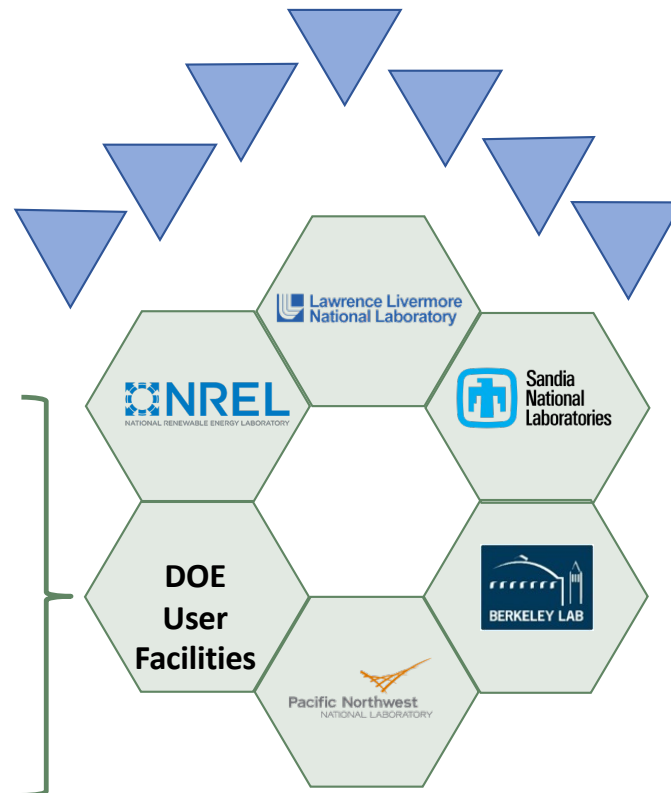 Lawrence Livermore
National Laboratory
NREL
NATIONAL RENEWABLE ENERGY LABORATORY
Sandia
National
Laboratories
DOE
User
Facilities
BERKELEY LAB
Pacific Northwest
NATIONAL LABORATORY